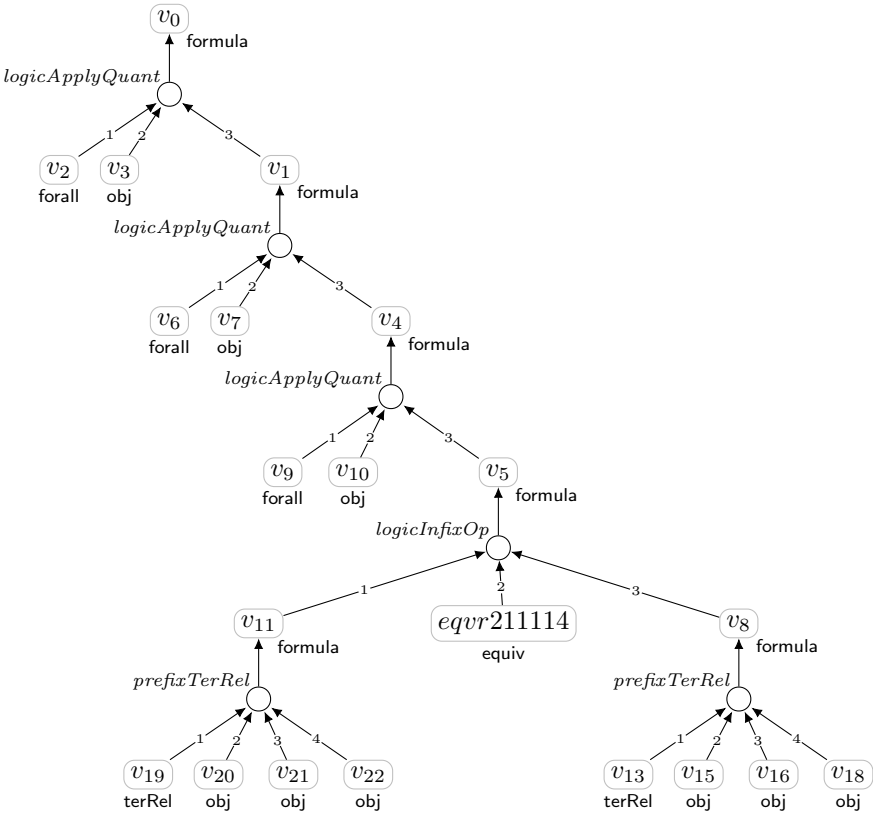 v0
formula
logicApplyQuant
1 2 3
v2 v3 v1
forall obj formula
logicApplyQuant
1 2 3
v6 v7 v4
forall obj formula
logicApplyQuant
1 2 3
v9 v10 v5
forall obj formula
logicInfixOp
1 2 3
v11 eqvr211114 v8
formula equiv formula
prefixTerRel prefixTerRel
1 2 3 4 1 2 3 4
v19 v20 v21 v22 v13 v15 v16 v18
terRel obj obj obj terRel obj obj obj